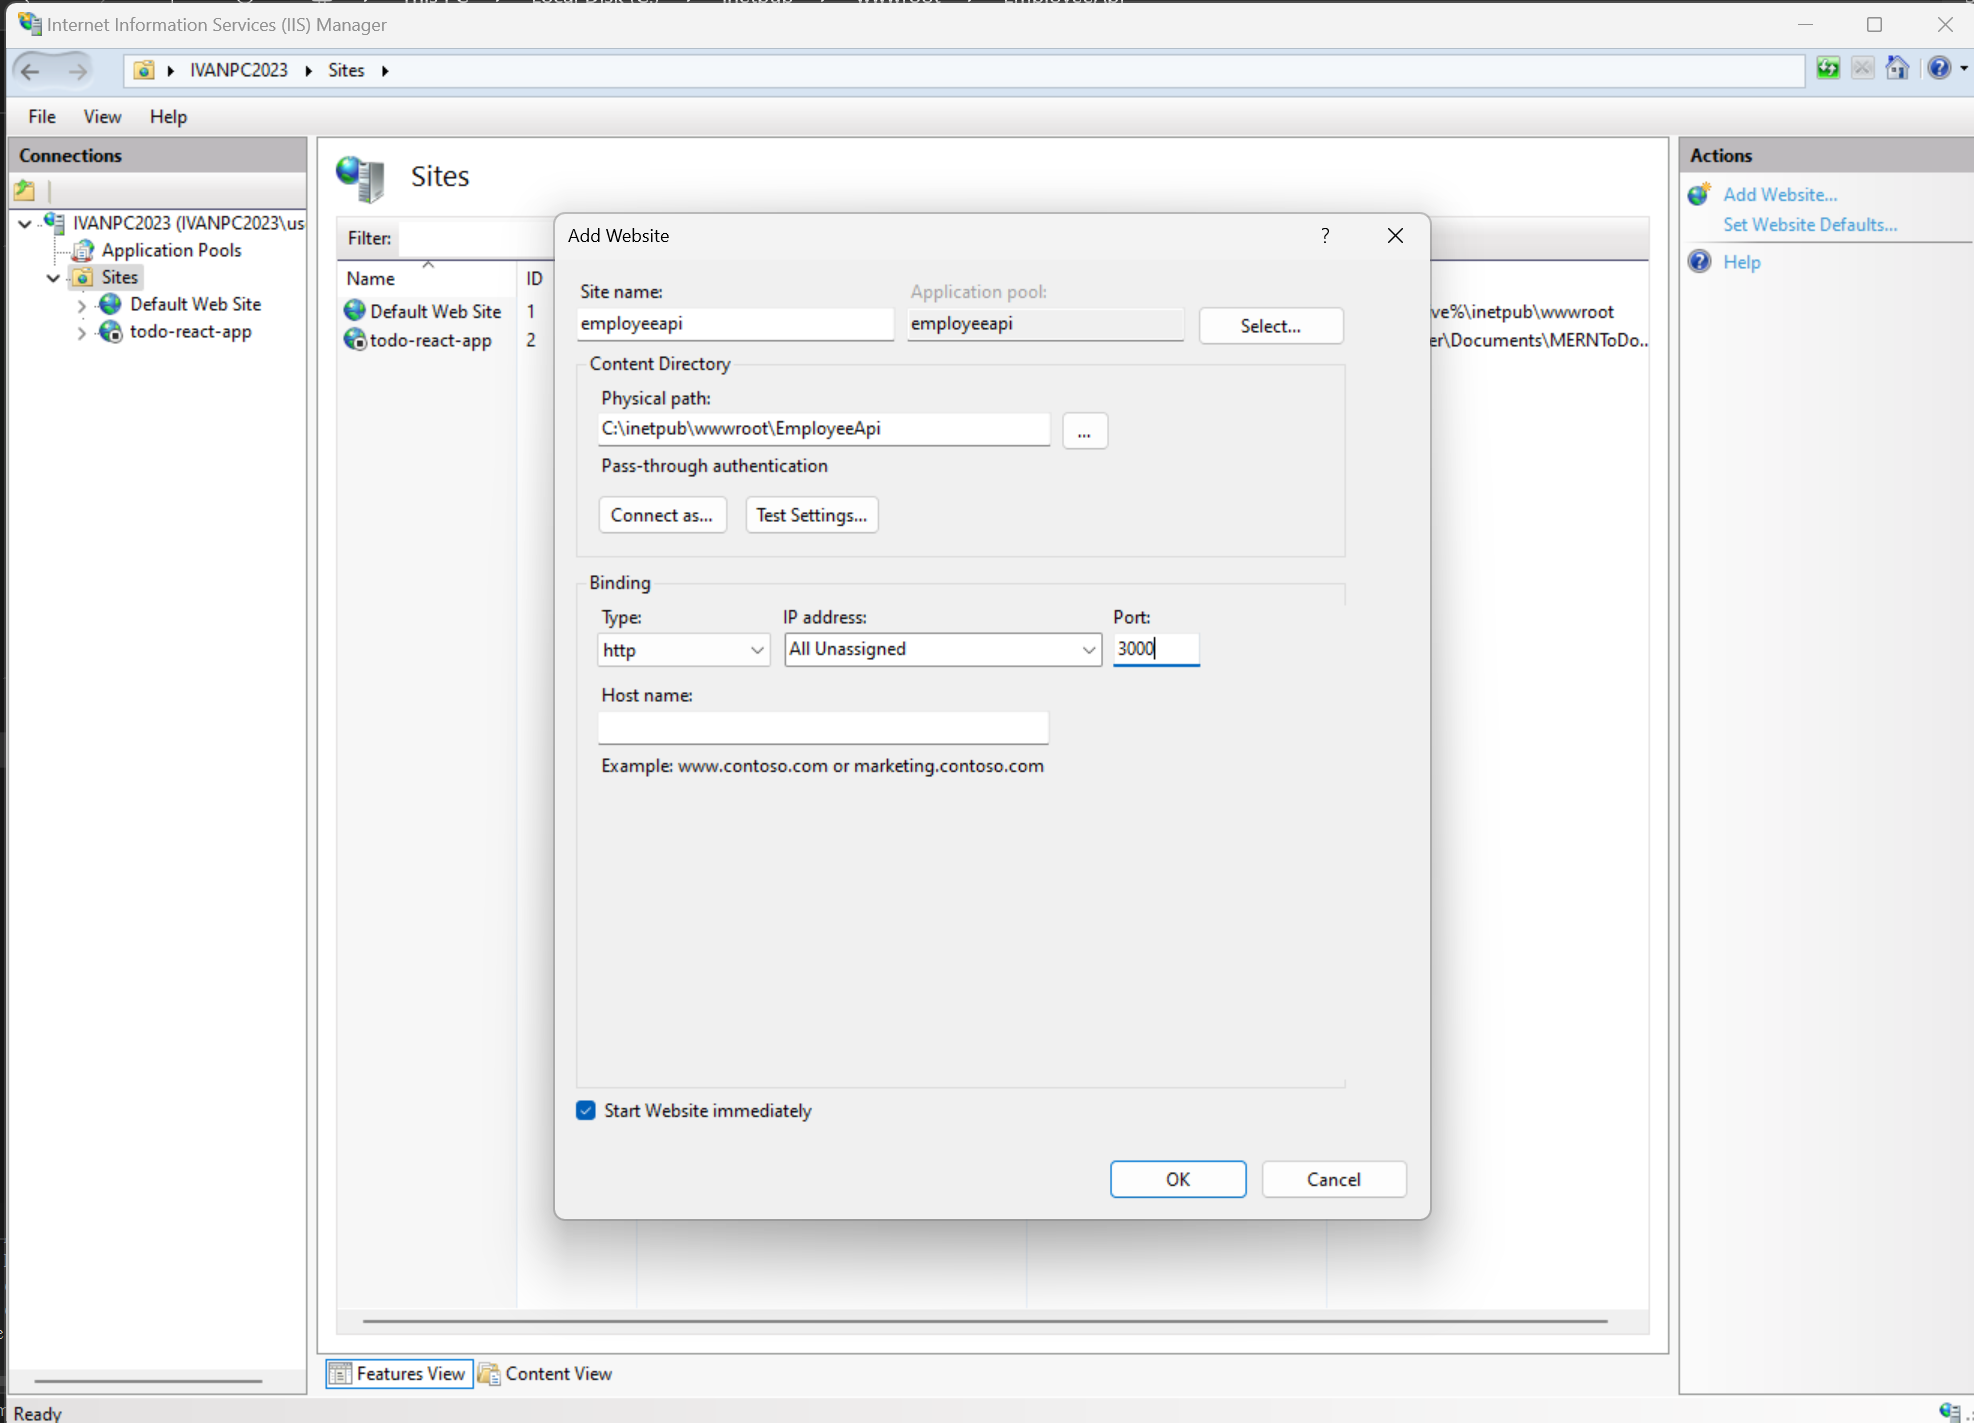 Internet Information Services (IIS) Manager
IVANPC2023 Sites
File View Help
Connections
IVANPC2023 (IVANPC2023\us
Application Pools
Sites
Default Web Site
todo-react-app
Sites
Filter:
Name ID
Default Web Site 1 ve%\inetpub\wwwroot
todo-react-app 2 er\Documents\MERNToDo..
Add Website ?
Site name: Application pool:
employeeapi employeeapi Select...
Content Directory
Physical path:
C:\inetpub\wwwroot\EmployeeApi ...
Pass-through authentication
Connect as... Test Settings...
Binding
Type: IP address: Port:
http All Unassigned 3000
Host name:
Example: www.contoso.com or marketing.contoso.com
Start Website immediately
OK Cancel
Actions
Add Website...
Set Website Defaults...
Help
Features View Content View
Ready